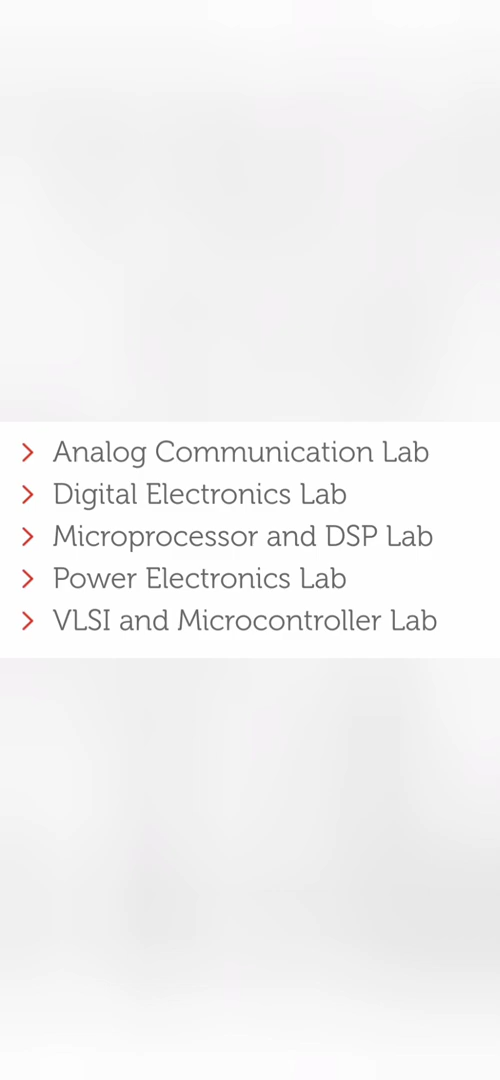 Analog Communication Lab
Digital Electronics Lab
Microprocessor and DSP Lab
Power Electronics Lab
VLSI and Microcontroller Lab